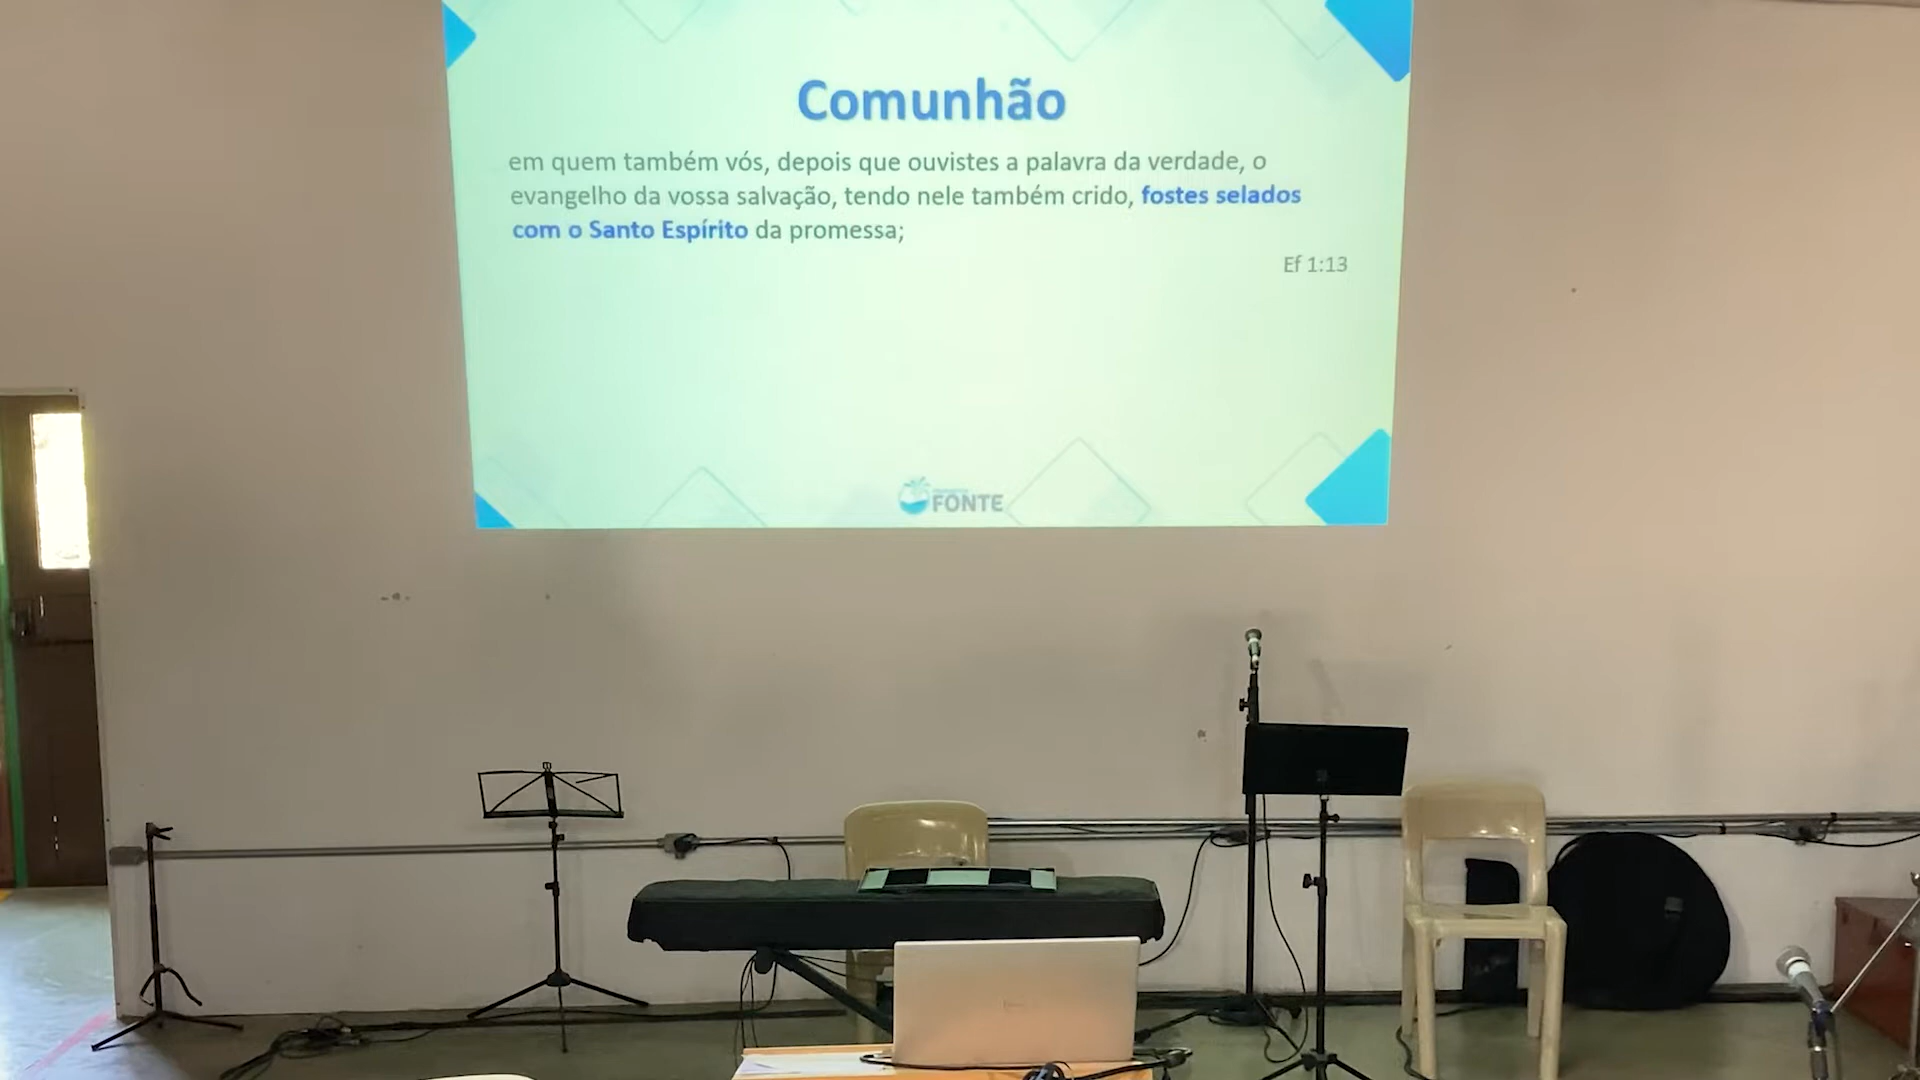 Comunhão
em quem também vós, depois que ouvistes a palavra da verdade, o
evangelho da vossa salvação, tendo nele também crido, fostes selados
com o Santo Espírito da promessa;
Ef 1:13
FONTE